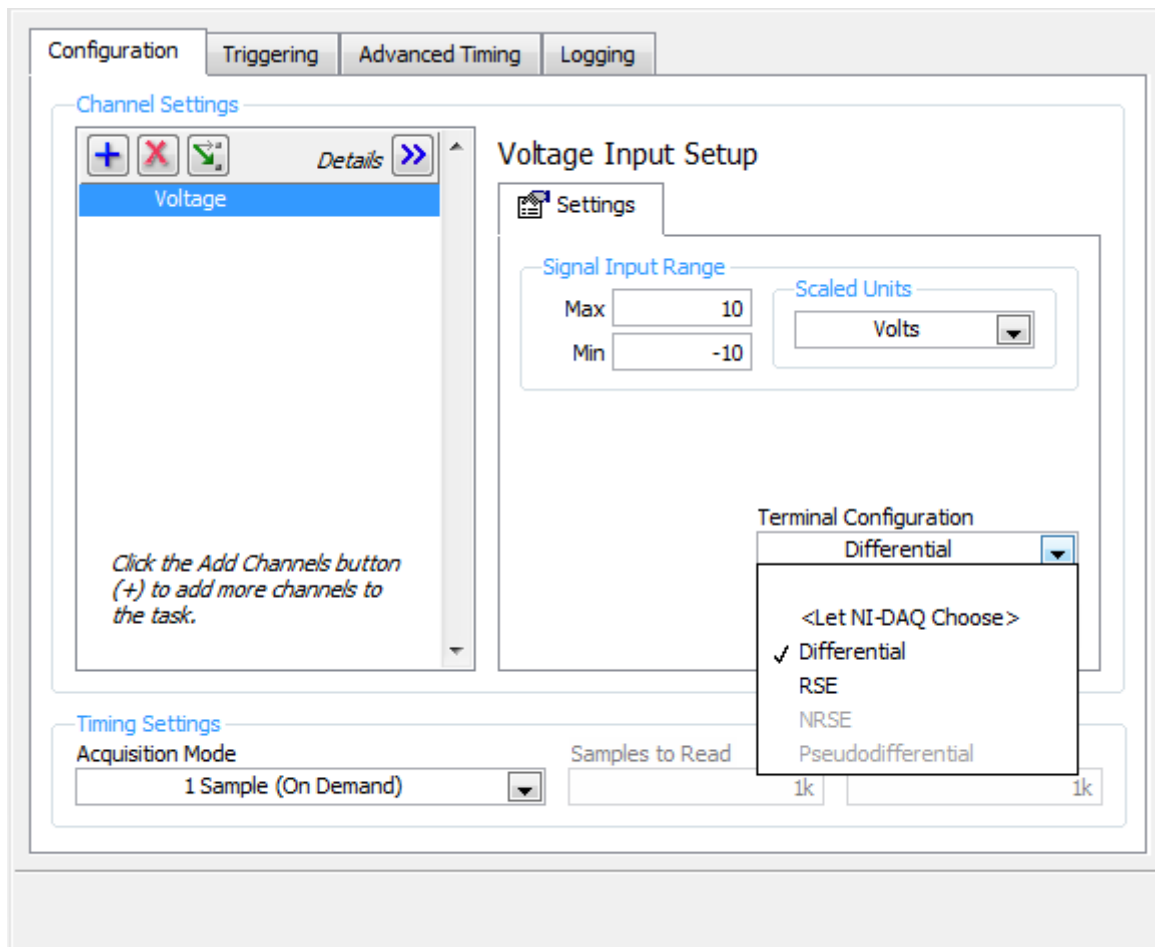 Configuration
Triggering
Advanced Timing
Logging
Channel Settings
Details
Voltage
Click the Add Channels button
(+) to add more channels to
the task.
Voltage Input Setup
Settings
Signal Input Range
Max 10
Min -10
Scaled Units
Volts
Terminal Configuration
Differential
<Let NI-DAQ Choose>
✓ Differential
RSE
NRSE
Pseudodifferential
Timing Settings
Acquisition Mode
1 Sample (On Demand)
Samples to Read
1k
1k